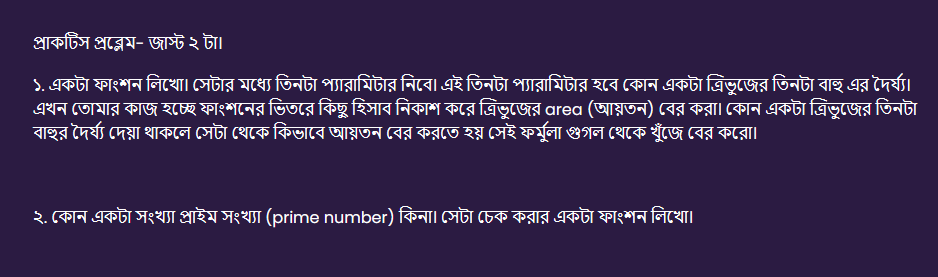 প্রাকটিস প্রব্লেম- জাস্ট ২ টা।
১. একটা ফাংশন লিখো। সেটার মধ্যে তিনটা প্যারামিটার নিবে। এই তিনটা প্যারামিটার হবে কোন একটা ত্রিভুজের তিনটা বাহু এর দৈর্ঘ্য।
এখন তোমার কাজ হচ্ছে ফাংশনের ভিতরে কিছু হিসাব নিকাশ করে ত্রিভুজের area (আয়তন) বের করা। কোন একটা ত্রিভুজের তিনটা
বাহুর দৈর্ঘ্য দেয়া থাকলে সেটা থেকে কিভাবে আয়তন বের করতে হয় সেই ফর্মুলা গুগল থেকে খুঁজে বের করো।
২. কোন একটা সংখ্যা প্রাইম সংখ্যা (prime number) কিনা। সেটা চেক করার একটা ফাংশন লিখো।